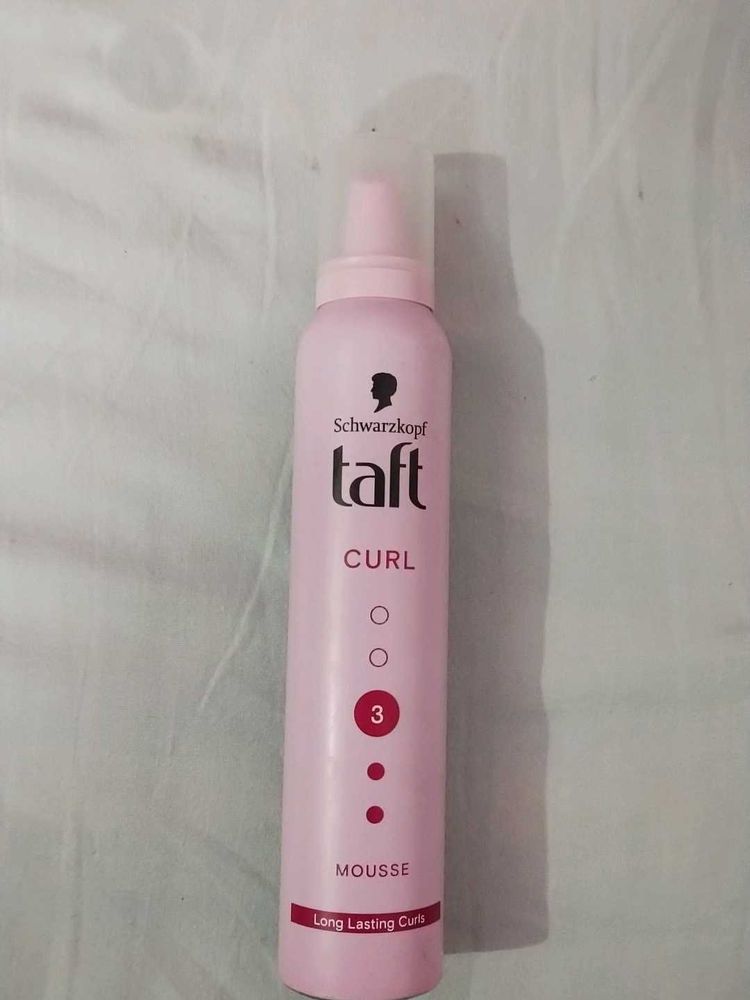 Schwarzkopf
taft
CURL
3
MOUSSE
Long Lasting Curls